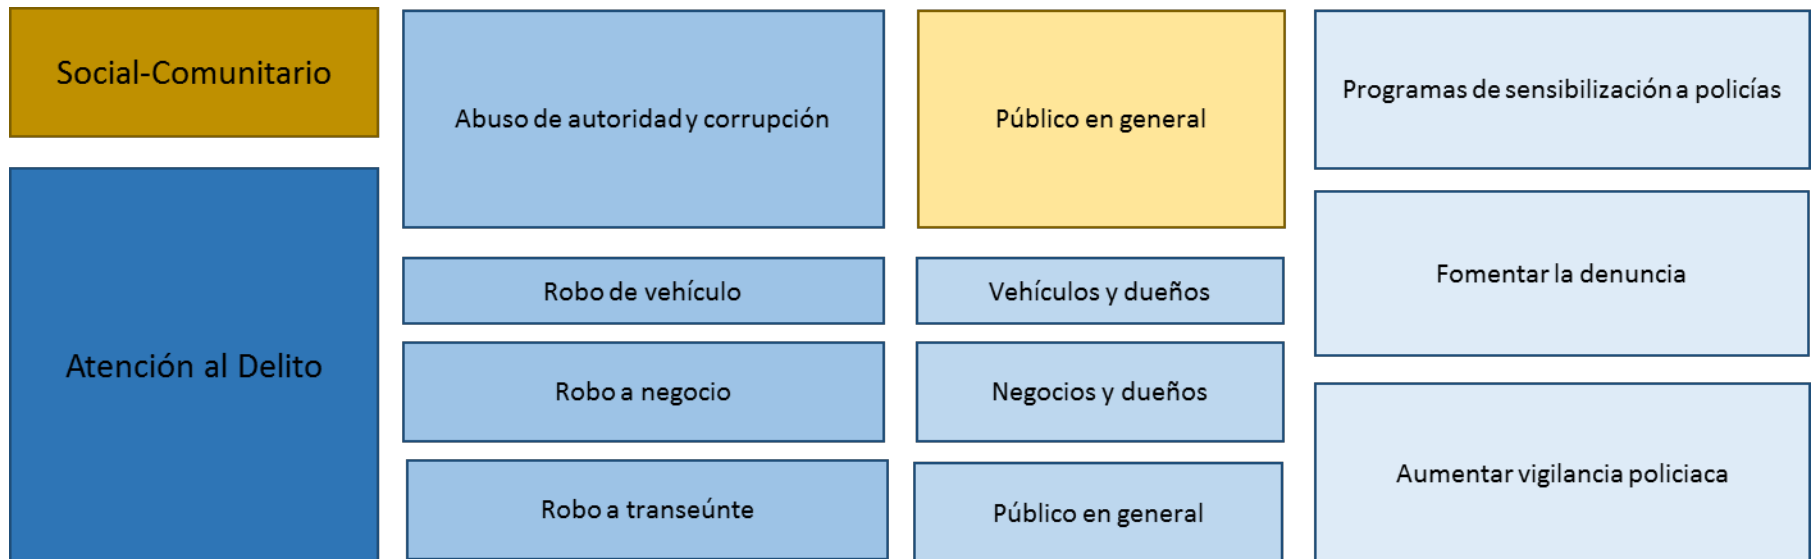 Social-Comunitario
Abuso de autoridad y corrupción
Público en general
Programas de sensibilización a policías
Atención al Delito
Robo de vehículo
Vehículos y dueños
Fomentar la denuncia
Robo a negocio
Negocios y dueños
Robo a transeúnte
Público en general
Aumentar vigilancia policiaca